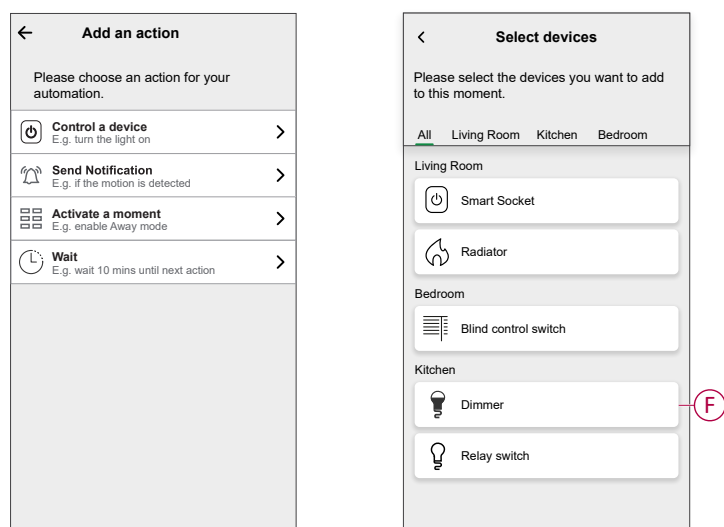 Add an action
Please choose an action for your
automation.
Control a device
E.g. turn the light on
Send Notification
E.g. if the motion is detected
Activate a moment
E.g. enable Away mode
Wait
E.g. wait 10 mins until next action
Select devices
Please select the devices you want to add
to this moment.
All Living Room Kitchen Bedroom
Living Room
Smart Socket
Radiator
Bedroom
Blind control switch
Kitchen
Dimmer
F
Relay switch